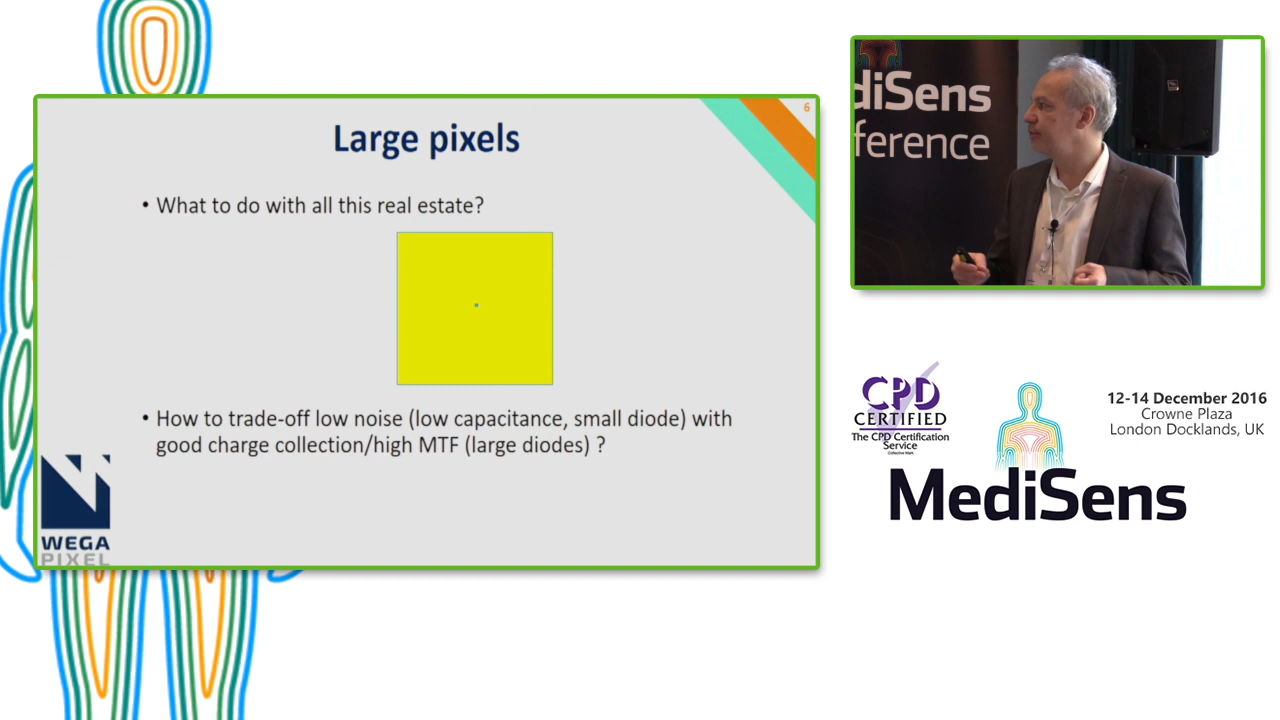 6
Large pixels
• What to do with all this real estate?
• How to trade-off low noise (low capacitance, small diode) with
good charge collection/high MTF (large diodes) ?
WEGA
PIXEL
diSens
ference
CPD
CERTIFIED
The CPD Certification
Service
Collective Mark
12-14 December 2016
Crowne Plaza
London Docklands, UK
MediSens